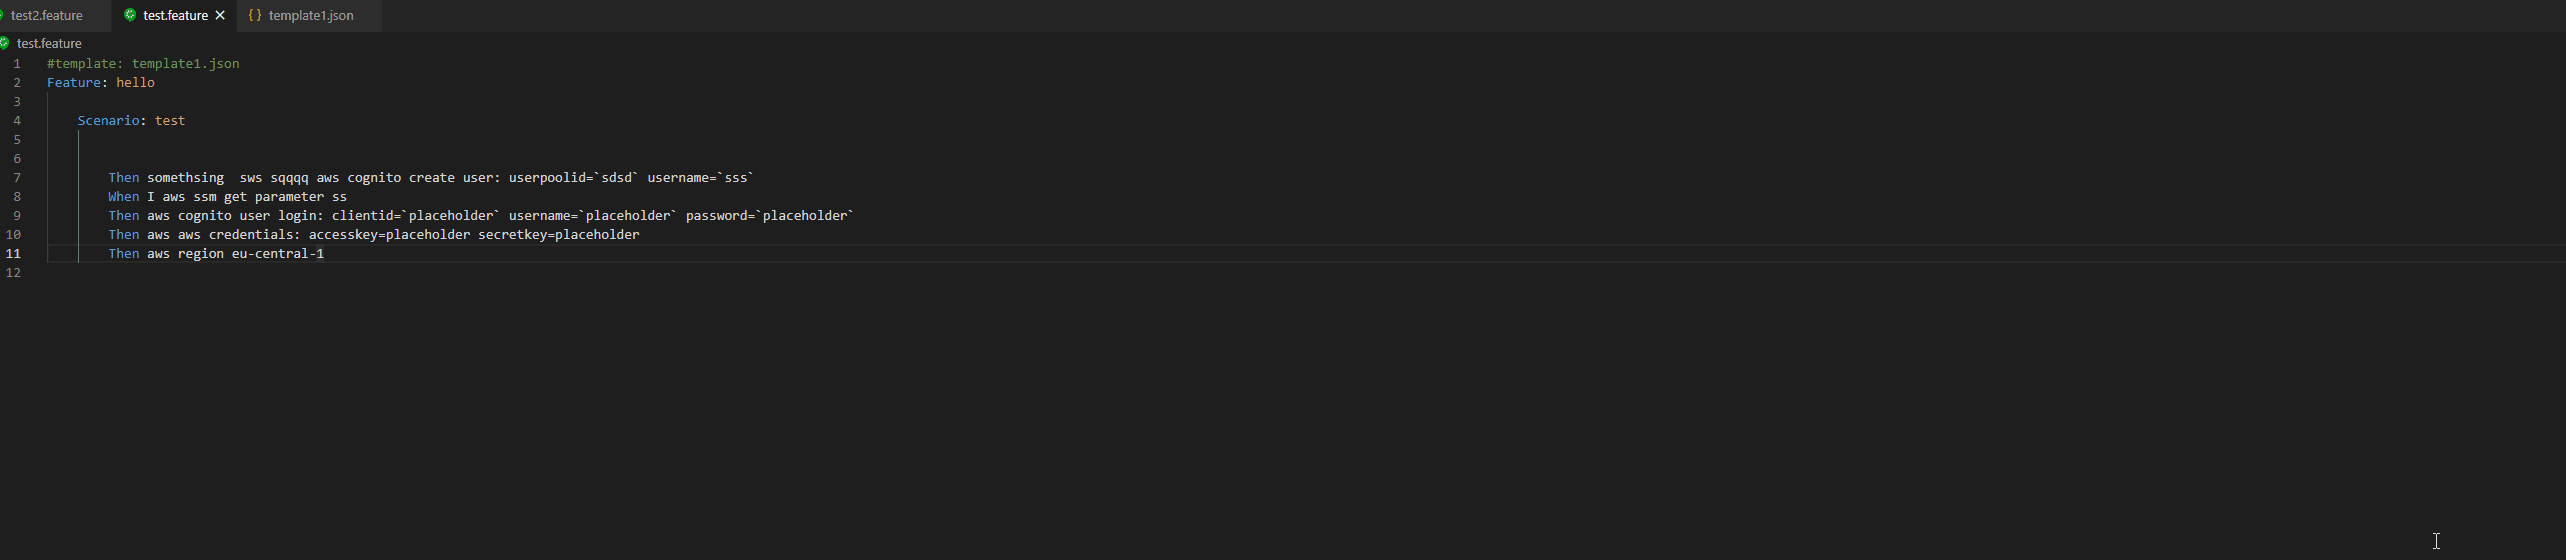 test2.feature test.feature template1.json
test.feature
1 #template: template1.json
2 Feature: hello
3
4 Scenario: test
5
6
7 Then somethsing  sws sqqqq aws cognito create user: userpoolid=`sdsd` username=`sss`
8 When I aws ssm get parameter ss
9 Then aws cognito user login: clientid=`placeholder` username=`placeholder` password=`placeholder`
10 Then aws aws credentials: accesskey=placeholder secretkey=placeholder
11 Then aws region eu-central-1
12